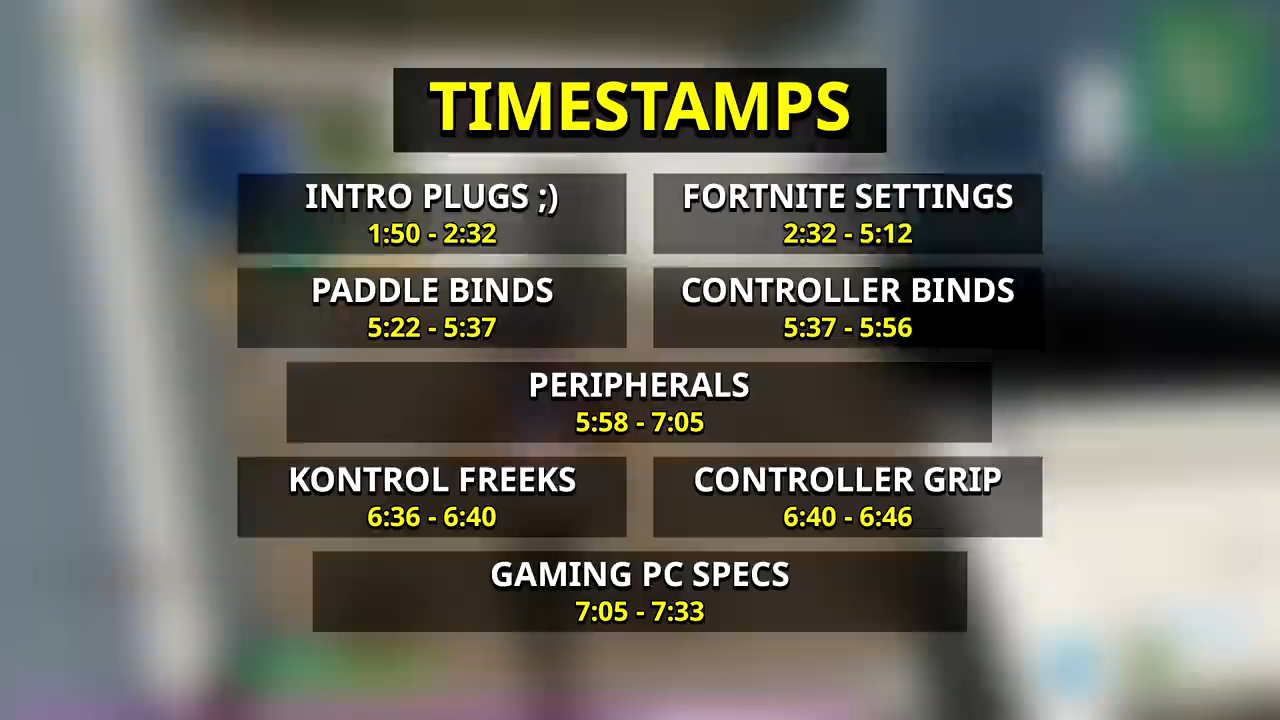 TIMESTAMPS
INTRO PLUGS ;)
1:50 - 2:32
FORTNITE SETTINGS
2:32 - 5:12
PADDLE BINDS
5:22 - 5:37
CONTROLLER BINDS
5:37 - 5:56
PERIPHERALS
5:58 - 7:05
KONTROL FREEKS
6:36 - 6:40
CONTROLLER GRIP
6:40 - 6:46
GAMING PC SPECS
7:05 - 7:33